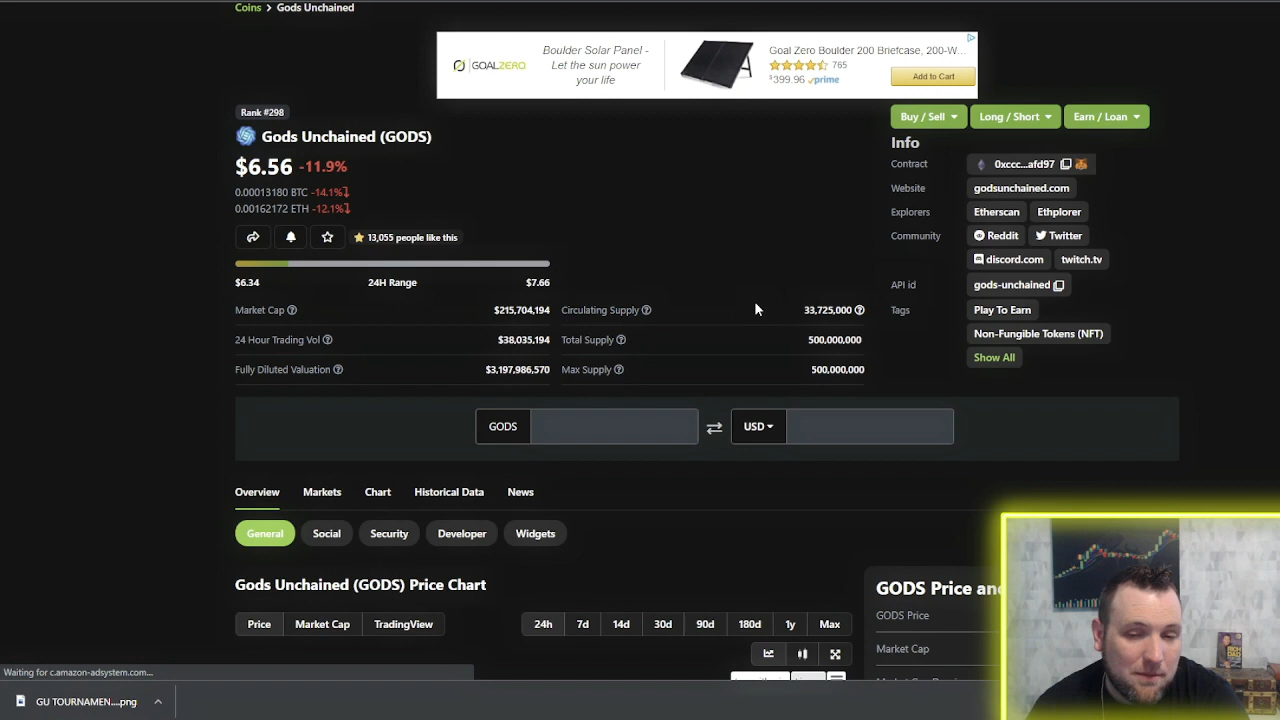 Coins > Gods Unchained
GOALZERO
Boulder Solar Panel -
Let the sun power
your life
Goal Zero Boulder 200 Briefcase, 200-W...
765
$399.96 prime
Add to Cart
Rank #298
Gods Unchained (GODS)
$6.56 -11.9%
0.00013180 BTC -14.1%
0.00162172 ETH -12.1%
13,055 people like this
$6.34 24H Range $7.66
Market Cap $215,704,194
24 Hour Trading Vol $38,035,194
Fully Diluted Valuation $3,197,986,570
Circulating Supply 33,725,000
Total Supply 500,000,000
Max Supply 500,000,000
Buy / Sell Long / Short Earn / Loan
Info
Contract 0xccc...afd97
Website godsunchained.com
Explorers Etherscan Ethplorer
Community Reddit Twitter
discord.com twitch.tv
API id gods-unchained
Tags Play To Earn
Non-Fungible Tokens (NFT)
Show All
GODS USD
Overview Markets Chart Historical Data News
General Social Security Developer Widgets
Gods Unchained (GODS) Price Chart
Price Market Cap TradingView
24h 7d 14d 30d 90d 180d 1y Max
GODS Price an
GODS Price
Market Cap
Waiting for c.amazon-adsystem.com...
GU TOURNAMEN....png
RICH DAD